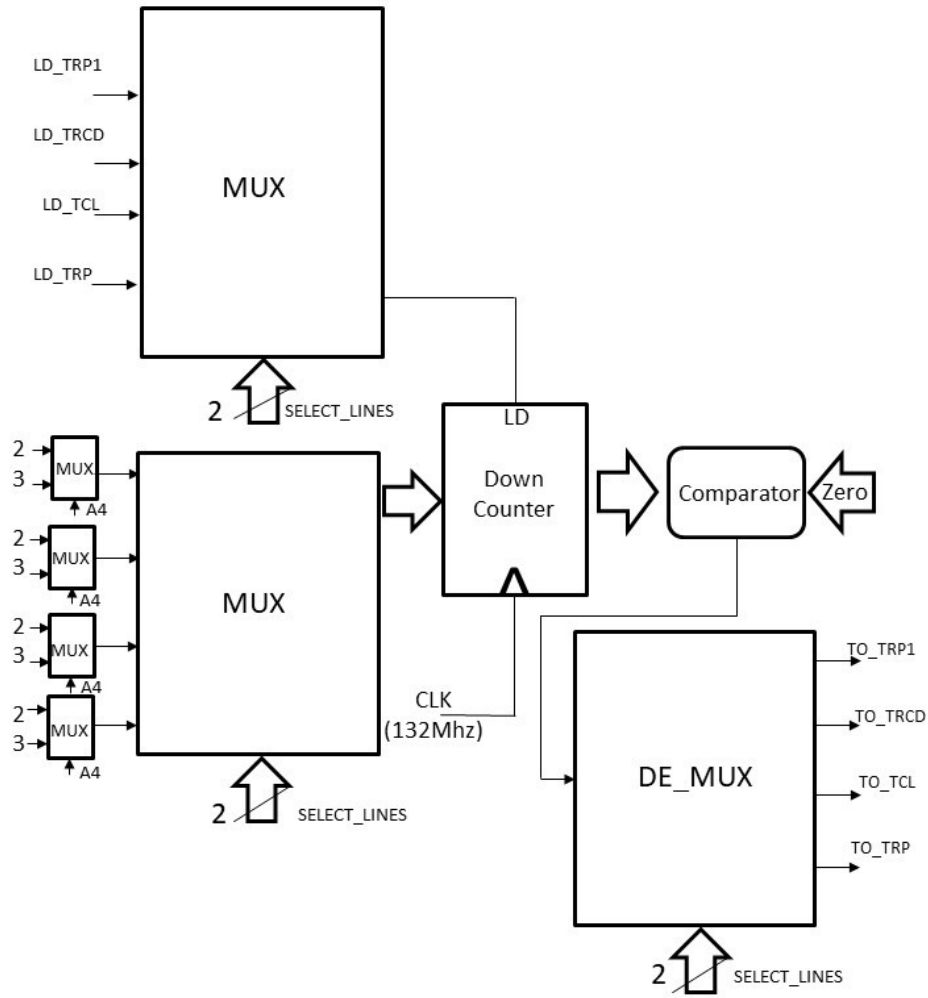 LD_TRP1
LD_TRCD
LD_TCL
LD_TRP
MUX
2
SELECT_LINES
2
3
MUX
A4
2
3
MUX
A4
2
3
MUX
A4
2
3
MUX
A4
MUX
2
SELECT_LINES
LD
Down
Counter
CLK
(132Mhz)
Comparator
Zero
DE_MUX
TO_TRP1
TO_TRCD
TO_TCL
TO_TRP
2
SELECT_LINES